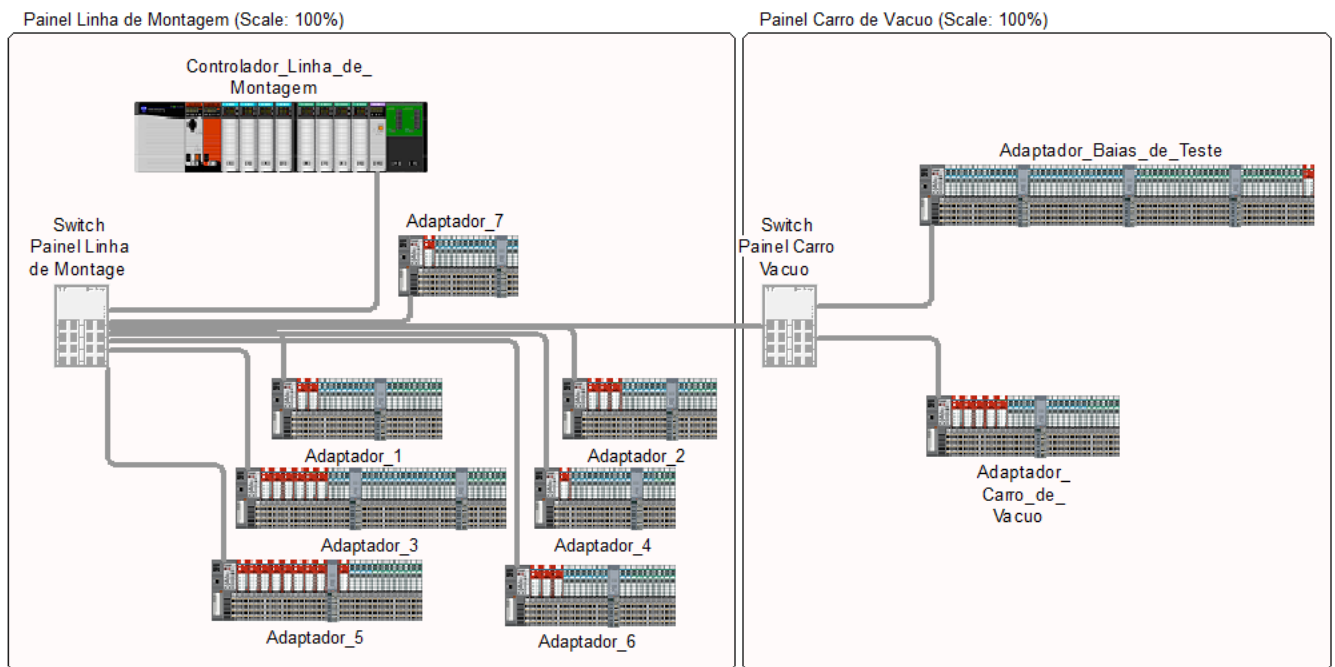 Painel Linha de Montagem (Scale: 100%)
Painel Carro de Vacuo (Scale: 100%)
Controlador_Linha_de_
Montagem
Adaptador_Baias_de_Teste
Adaptador_7
Switch
Painel Linha
de Montage
Switch
Painel Carro
Vacuo
Adaptador_1
Adaptador_2
Adaptador_
Carro_de_
Vacuo
Adaptador_3
Adaptador_4
Adaptador_5
Adaptador_6